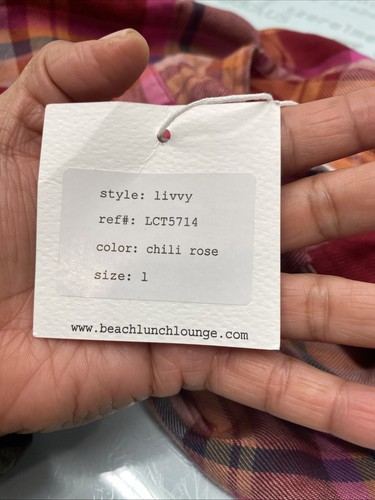 style: livvy
ref#: LCT5714
color: chili rose
size: l
www.beachlunchlounge.com